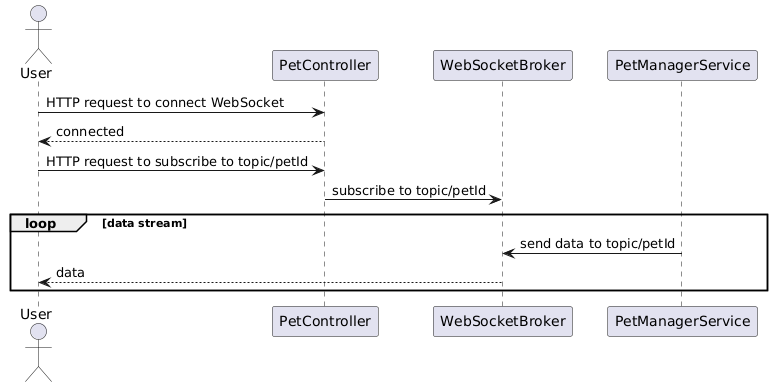 User
PetController
WebSocketBroker
PetManagerService
HTTP request to connect WebSocket
connected
HTTP request to subscribe to topic/petId
subscribe to topic/petId
loop [data stream]
send data to topic/petId
data
User
PetController
WebSocketBroker
PetManagerService